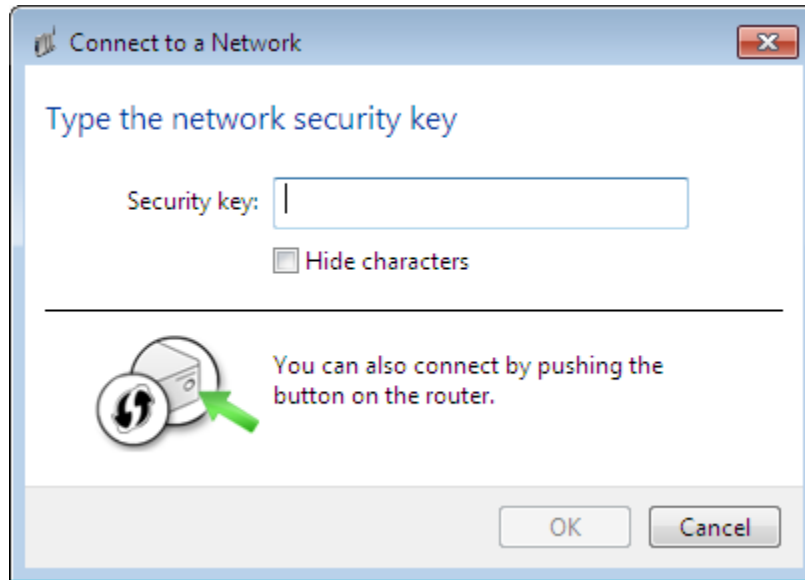 Connect to a Network
Type the network security key
Security key:
Hide characters
You can also connect by pushing the
button on the router.
OK
Cancel